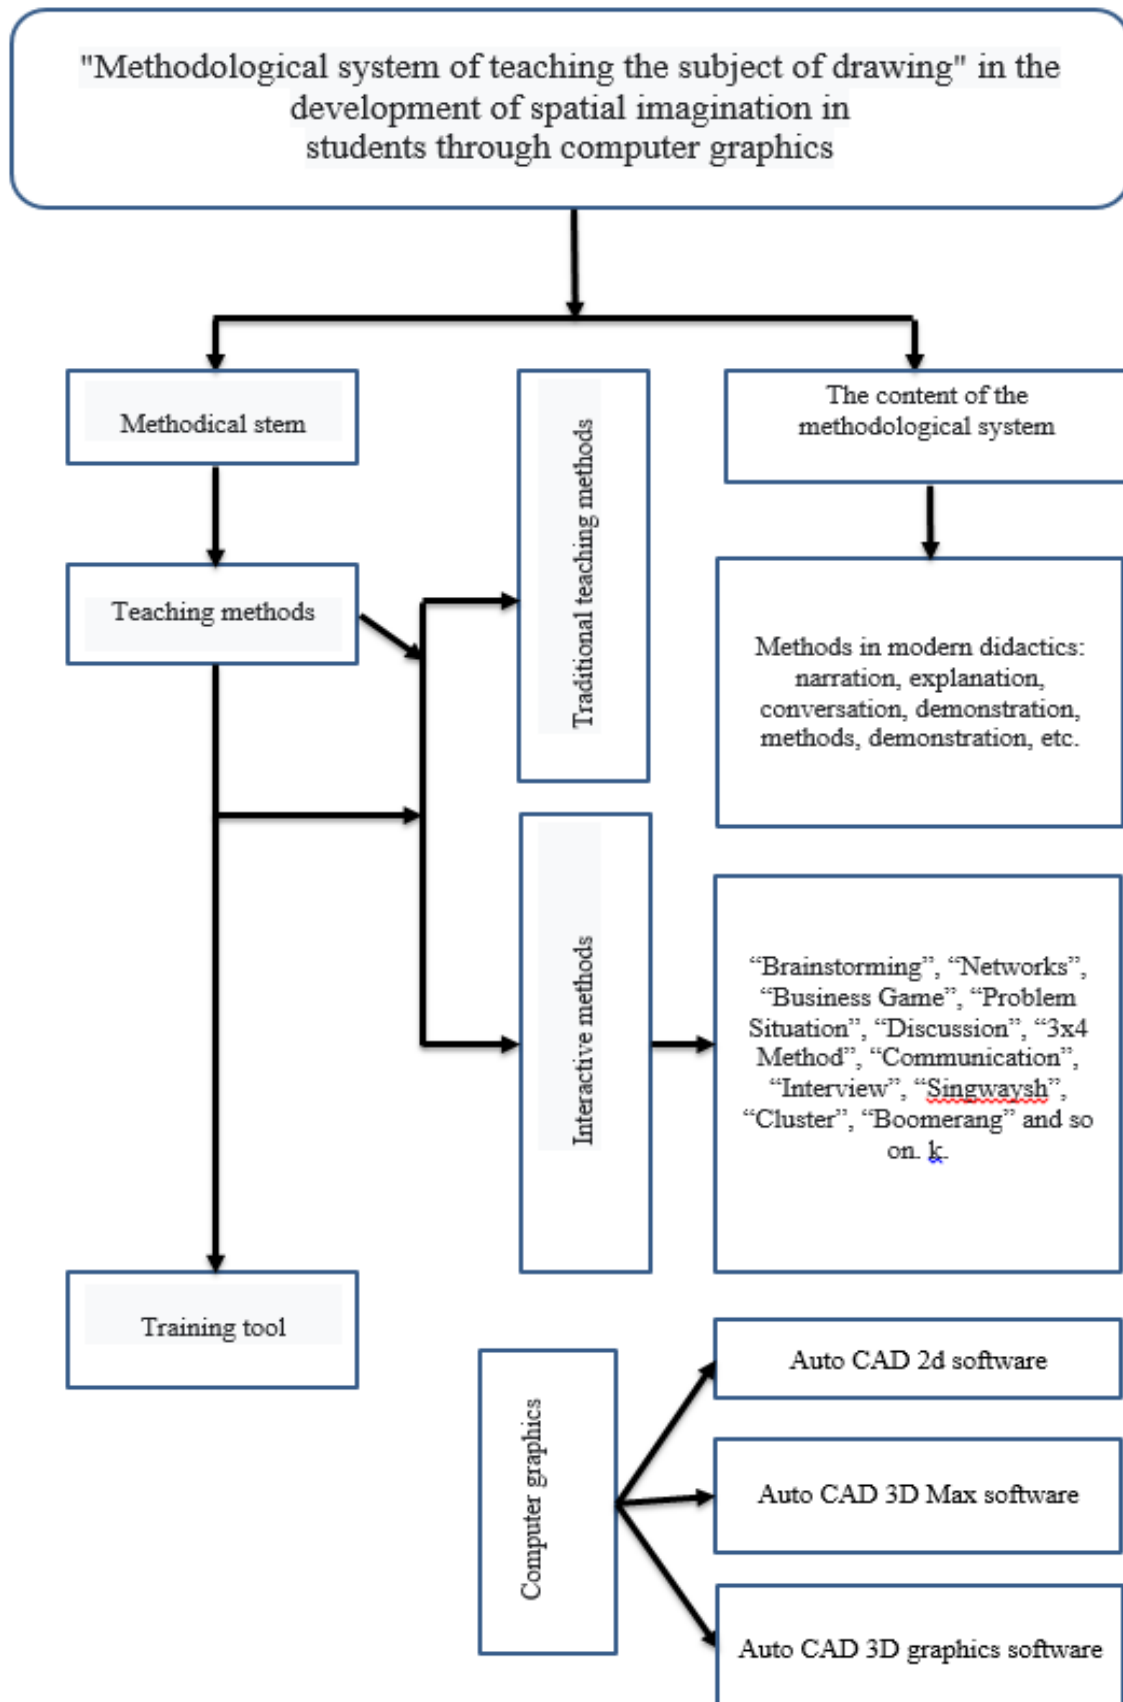 "Methodological system of teaching the subject of drawing" in the
development of spatial imagination in
students through computer graphics
Methodical stem
Traditional teaching methods
The content of the
methodological system
Teaching methods
Methods in modern didactics:
narration, explanation,
conversation, demonstration,
methods, demonstration, etc.
Interactive methods
“Brainstorming”, “Networks”,
“Business Game”, “Problem
Situation”, “Discussion”, “3x4
Method”, “Communication”,
“Interview”, “Singwaysh”,
“Cluster”, “Boomerang” and so
on. k.
Training tool
Computer graphics
Auto CAD 2d software
Auto CAD 3D Max software
Auto CAD 3D graphics software